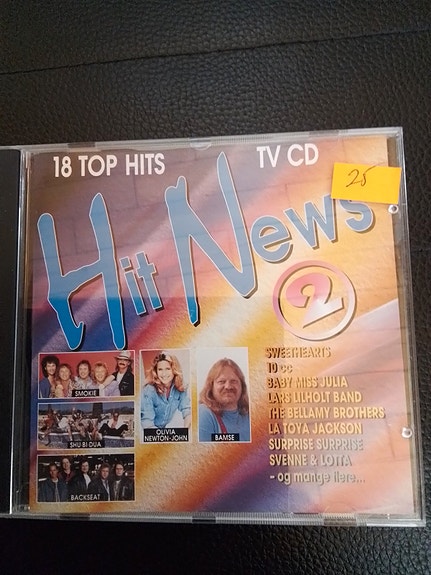 18 TOP HITS
TV CD
25
Hit News
2
SWEETHEARTS
10 cc
BABY MISS JULIA
LARS LILHOLT BAND
THE BELLAMY BROTHERS
LA TOYA JACKSON
SURPRISE SURPRISE
SVENNE & LOTTA
- og mange flere...
SMOKIE
SHU BI DUA
BACKSEAT
OLIVIA
NEWTON-JOHN
BAMSE